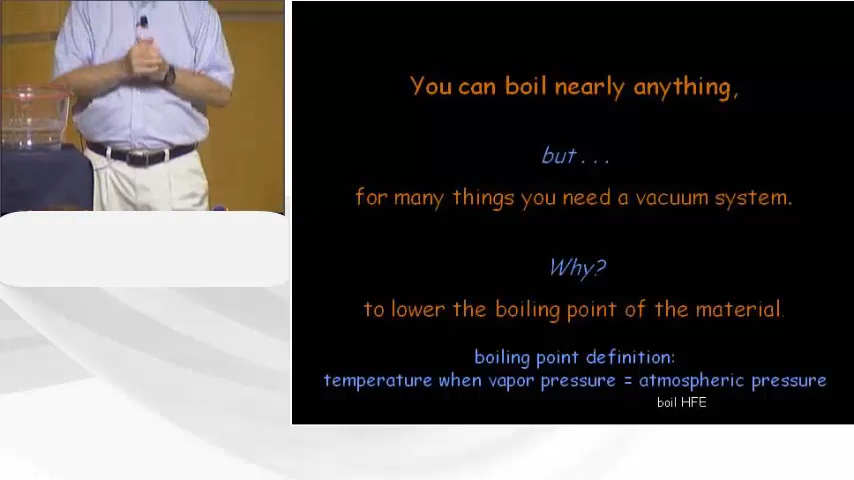 You can boil nearly anything,
but . . .
for many things you need a vacuum system.
Why?
to lower the boiling point of the material.
boiling point definition:
temperature when vapor pressure = atmospheric pressure
boil HFE